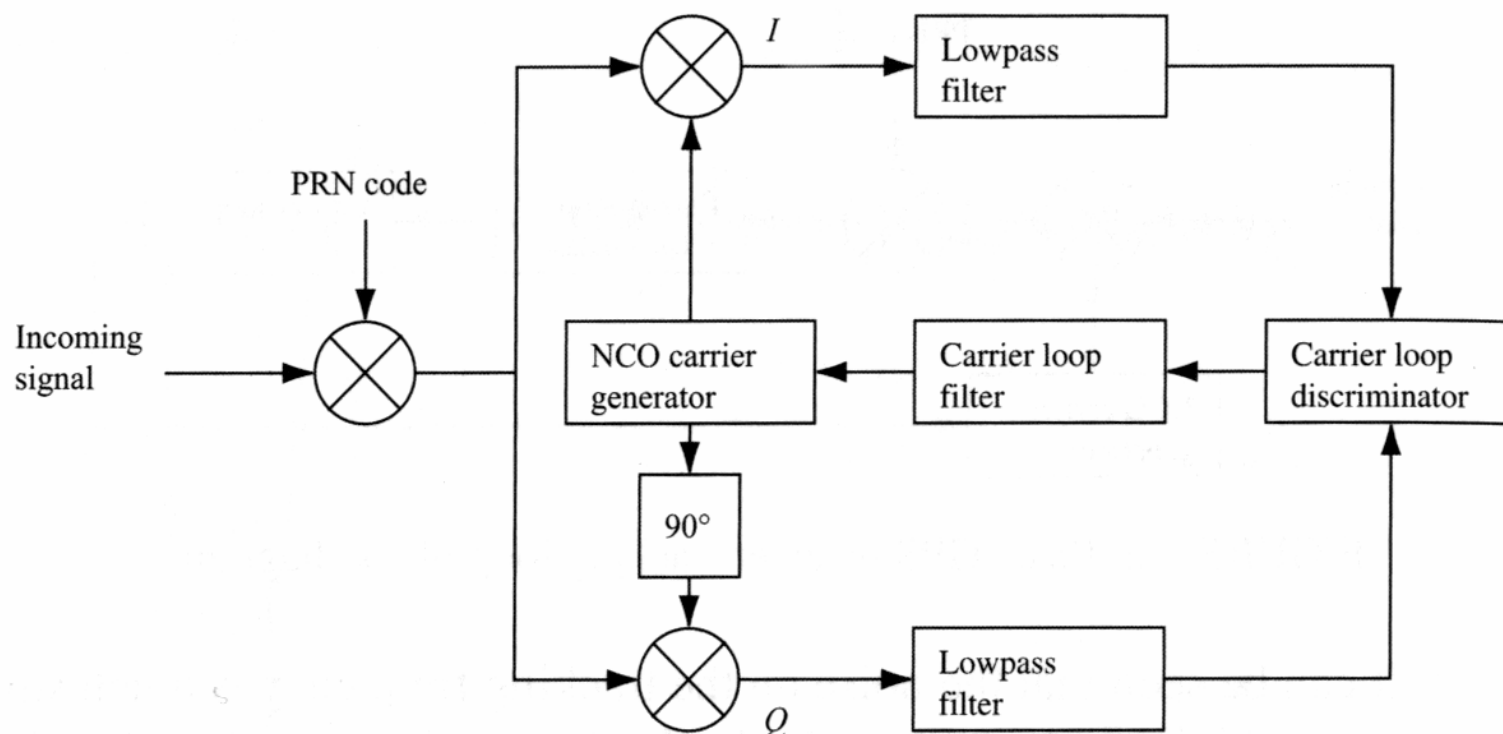 I
Lowpass
filter
PRN code
Incoming
signal
NCO carrier
generator
Carrier loop
filter
Carrier loop
discriminator
90°
Lowpass
filter
Q